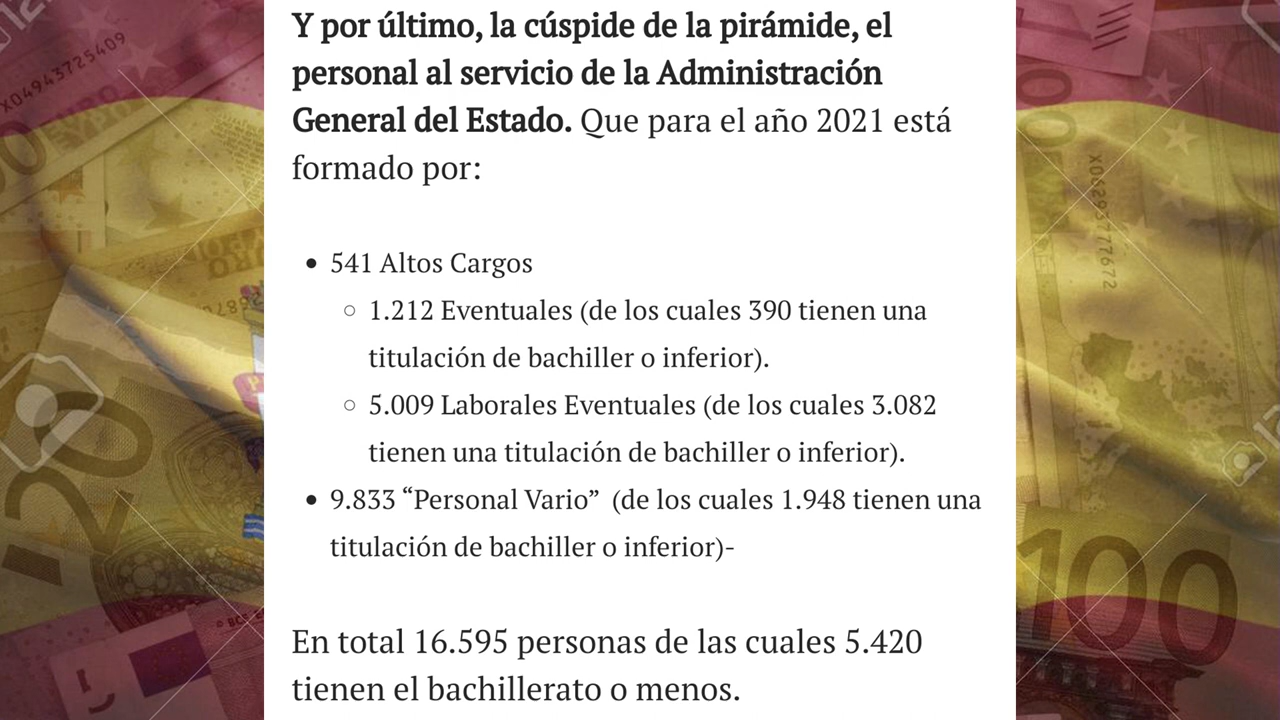 Y por último, la cúspide de la pirámide, el
personal al servicio de la Administración
General del Estado. Que para el año 2021 está
formado por:
• 541 Altos Cargos
○ 1.212 Eventuales (de los cuales 390 tienen una
titulación de bachiller o inferior).
○ 5.009 Laborales Eventuales (de los cuales 3.082
tienen una titulación de bachiller o inferior).
• 9.833 “Personal Vario” (de los cuales 1.948 tienen una
titulación de bachiller o inferior)-
En total 16.595 personas de las cuales 5.420
tienen el bachillerato o menos.
X04943725409
120
100